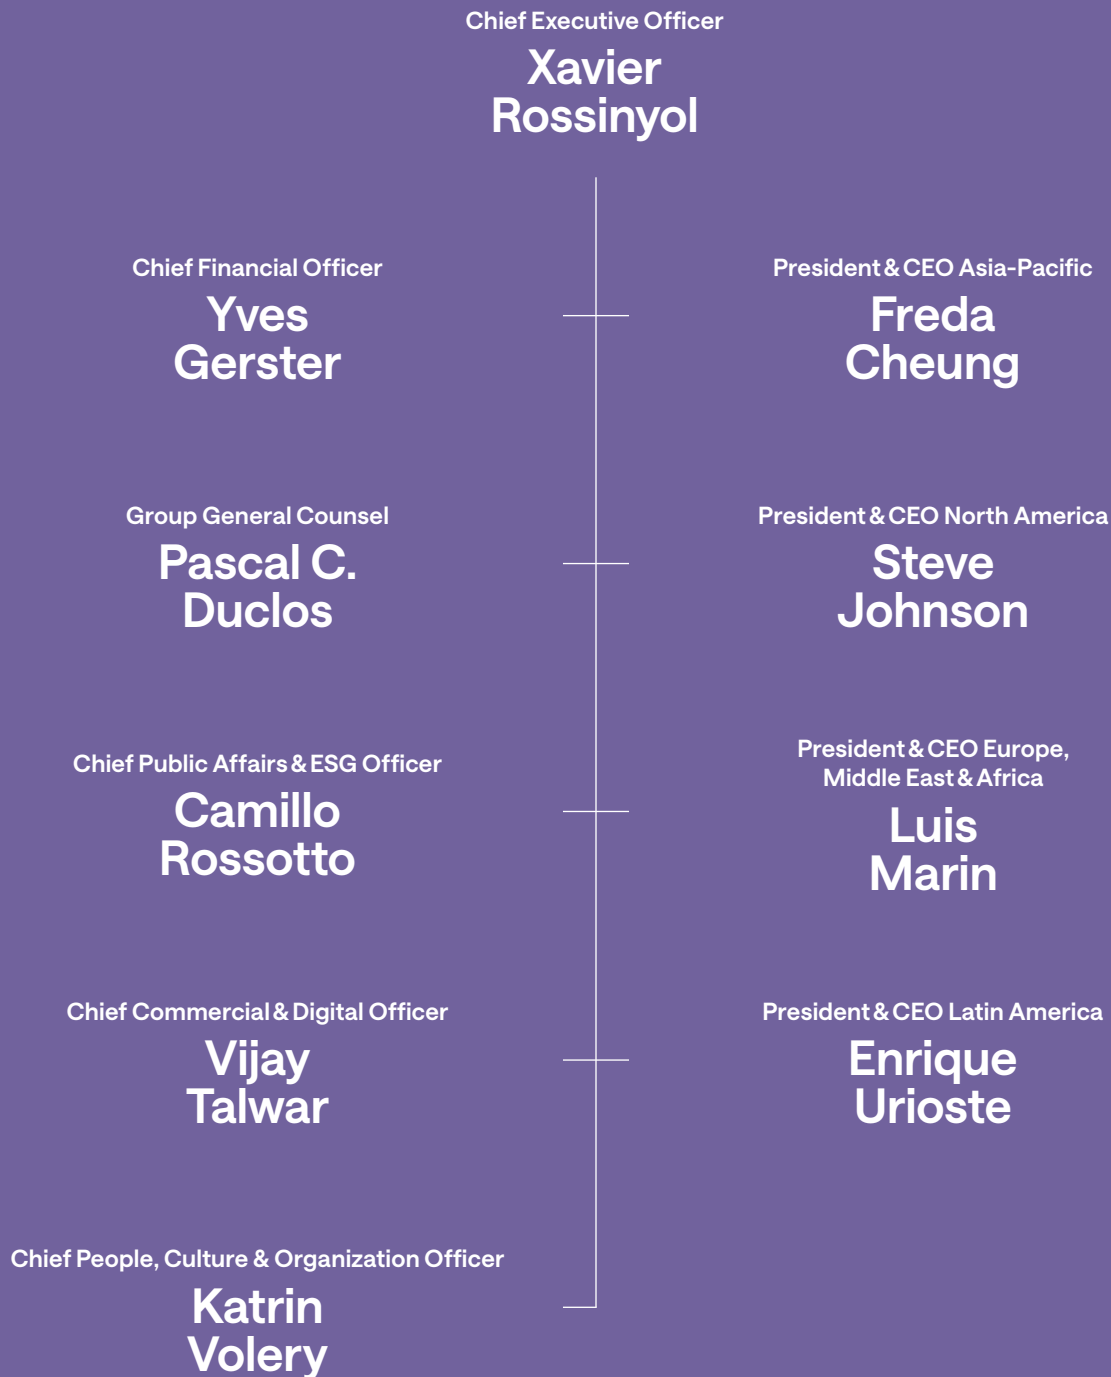 Chief Executive Officer
Xavier
Rossinyol
Chief Financial Officer
Yves
Gerster
President & CEO Asia-Pacific
Freda
Cheung
Group General Counsel
Pascal C.
Duclos
President & CEO North America
Steve
Johnson
Chief Public Affairs & ESG Officer
Camillo
Rossotto
President & CEO Europe,
Middle East & Africa
Luis
Marin
Chief Commercial & Digital Officer
Vijay
Talwar
President & CEO Latin America
Enrique
Urioste
Chief People, Culture & Organization Officer
Katrin
Volery